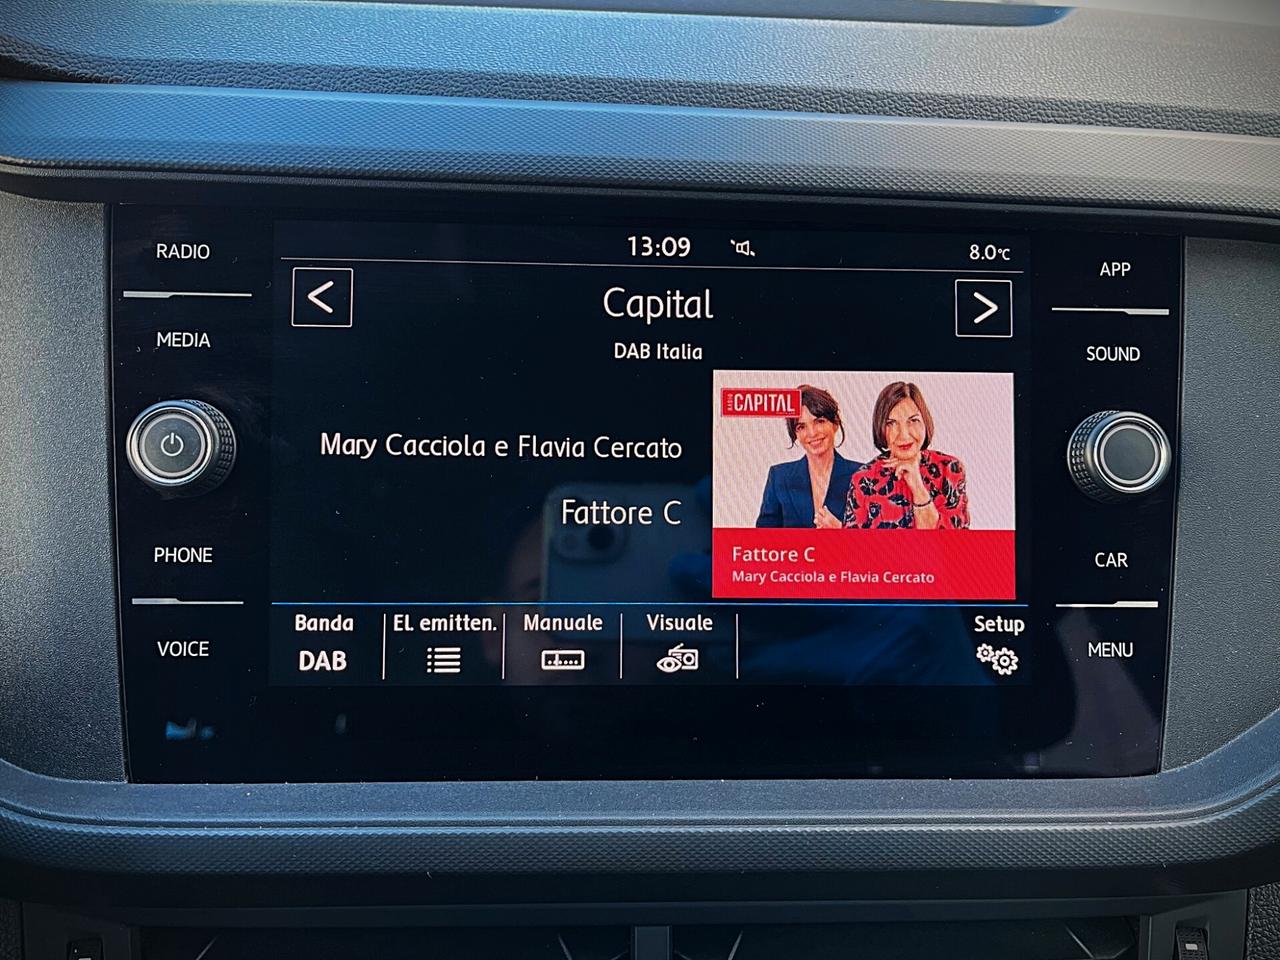 RADIO
MEDIA
PHONE
VOICE
13:09
8.0°C
<
Capital
>
DAB Italia
Mary Cacciola e Flavia Cercato
Fattore C
RADIO CAPITAL
Fattore C
Mary Cacciola e Flavia Cercato
Banda
DAB
El. emitten.
Manuale
Visuale
Setup
APP
SOUND
CAR
MENU